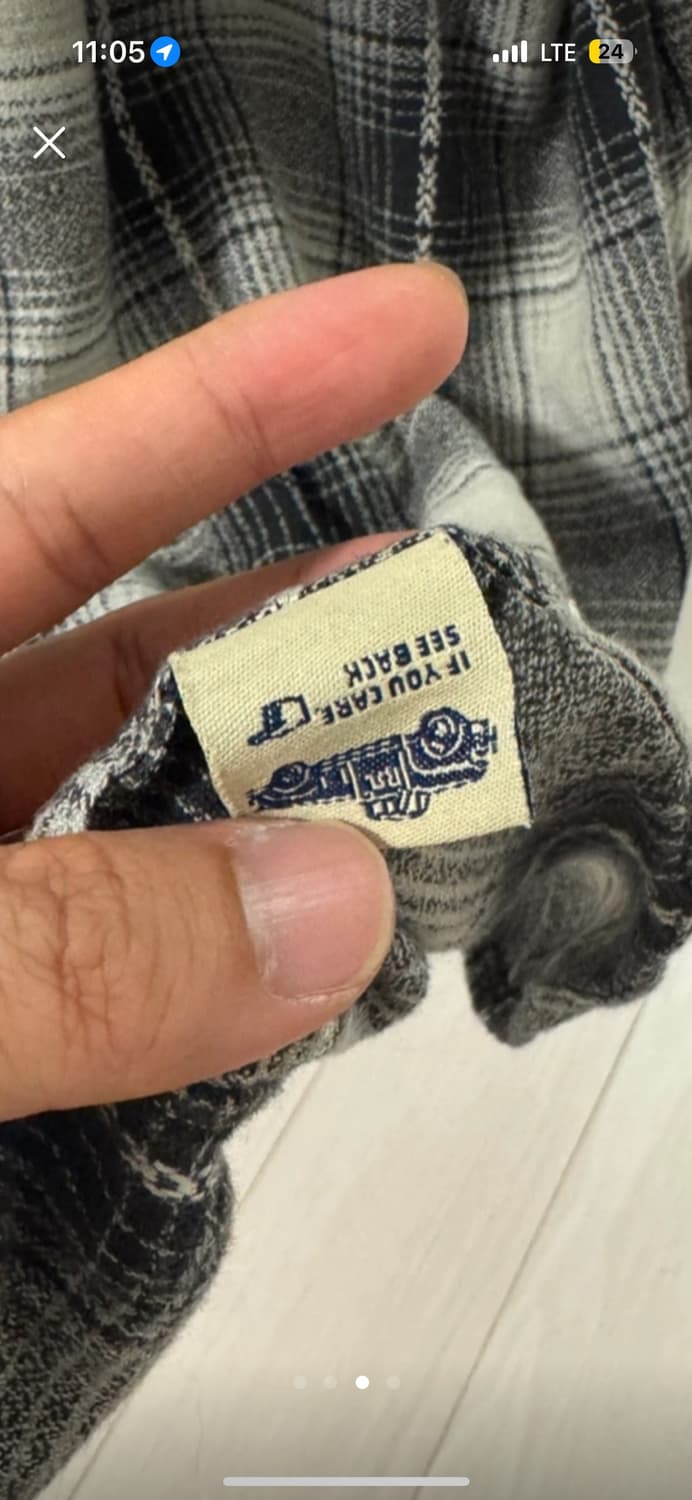 11:05
LTE
24
IF YOU CARE,
SEE BACK